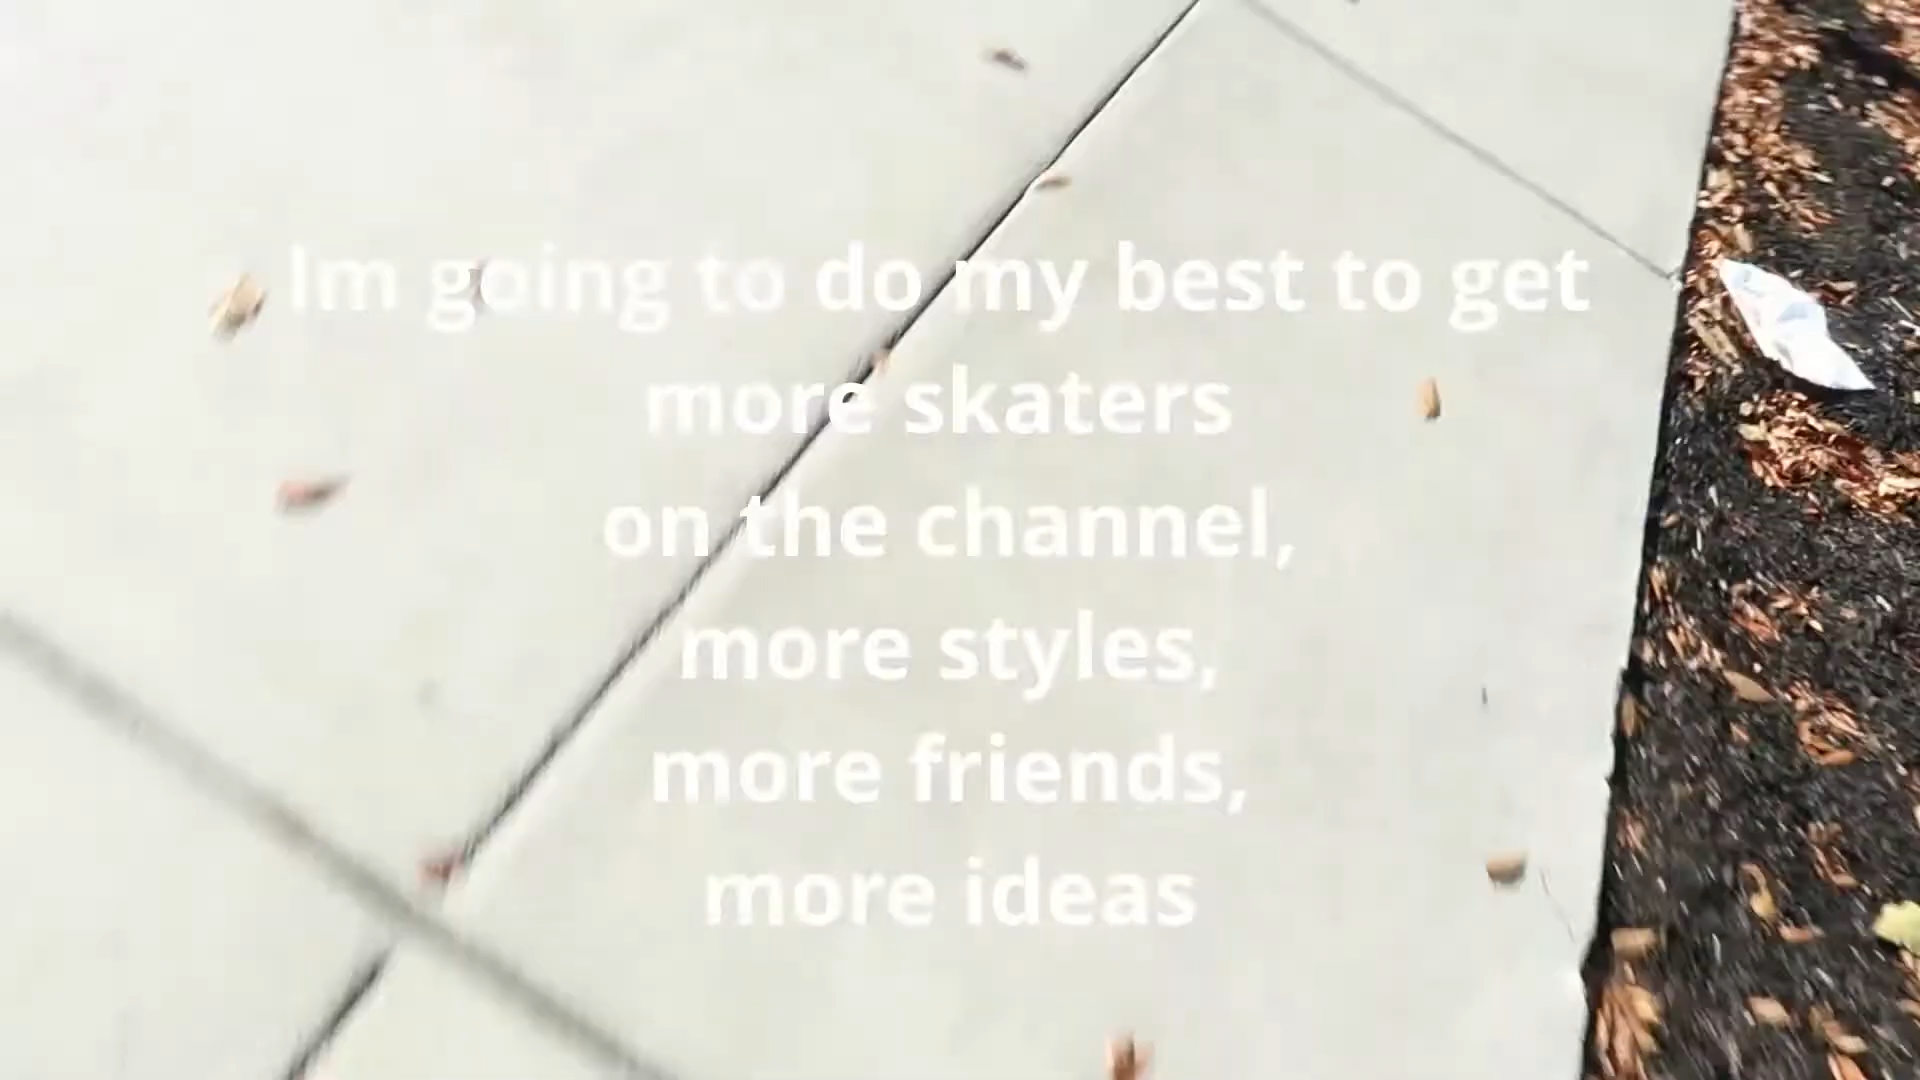 Im going to do my best to get
more skaters
on the channel,
more styles,
more friends,
more ideas